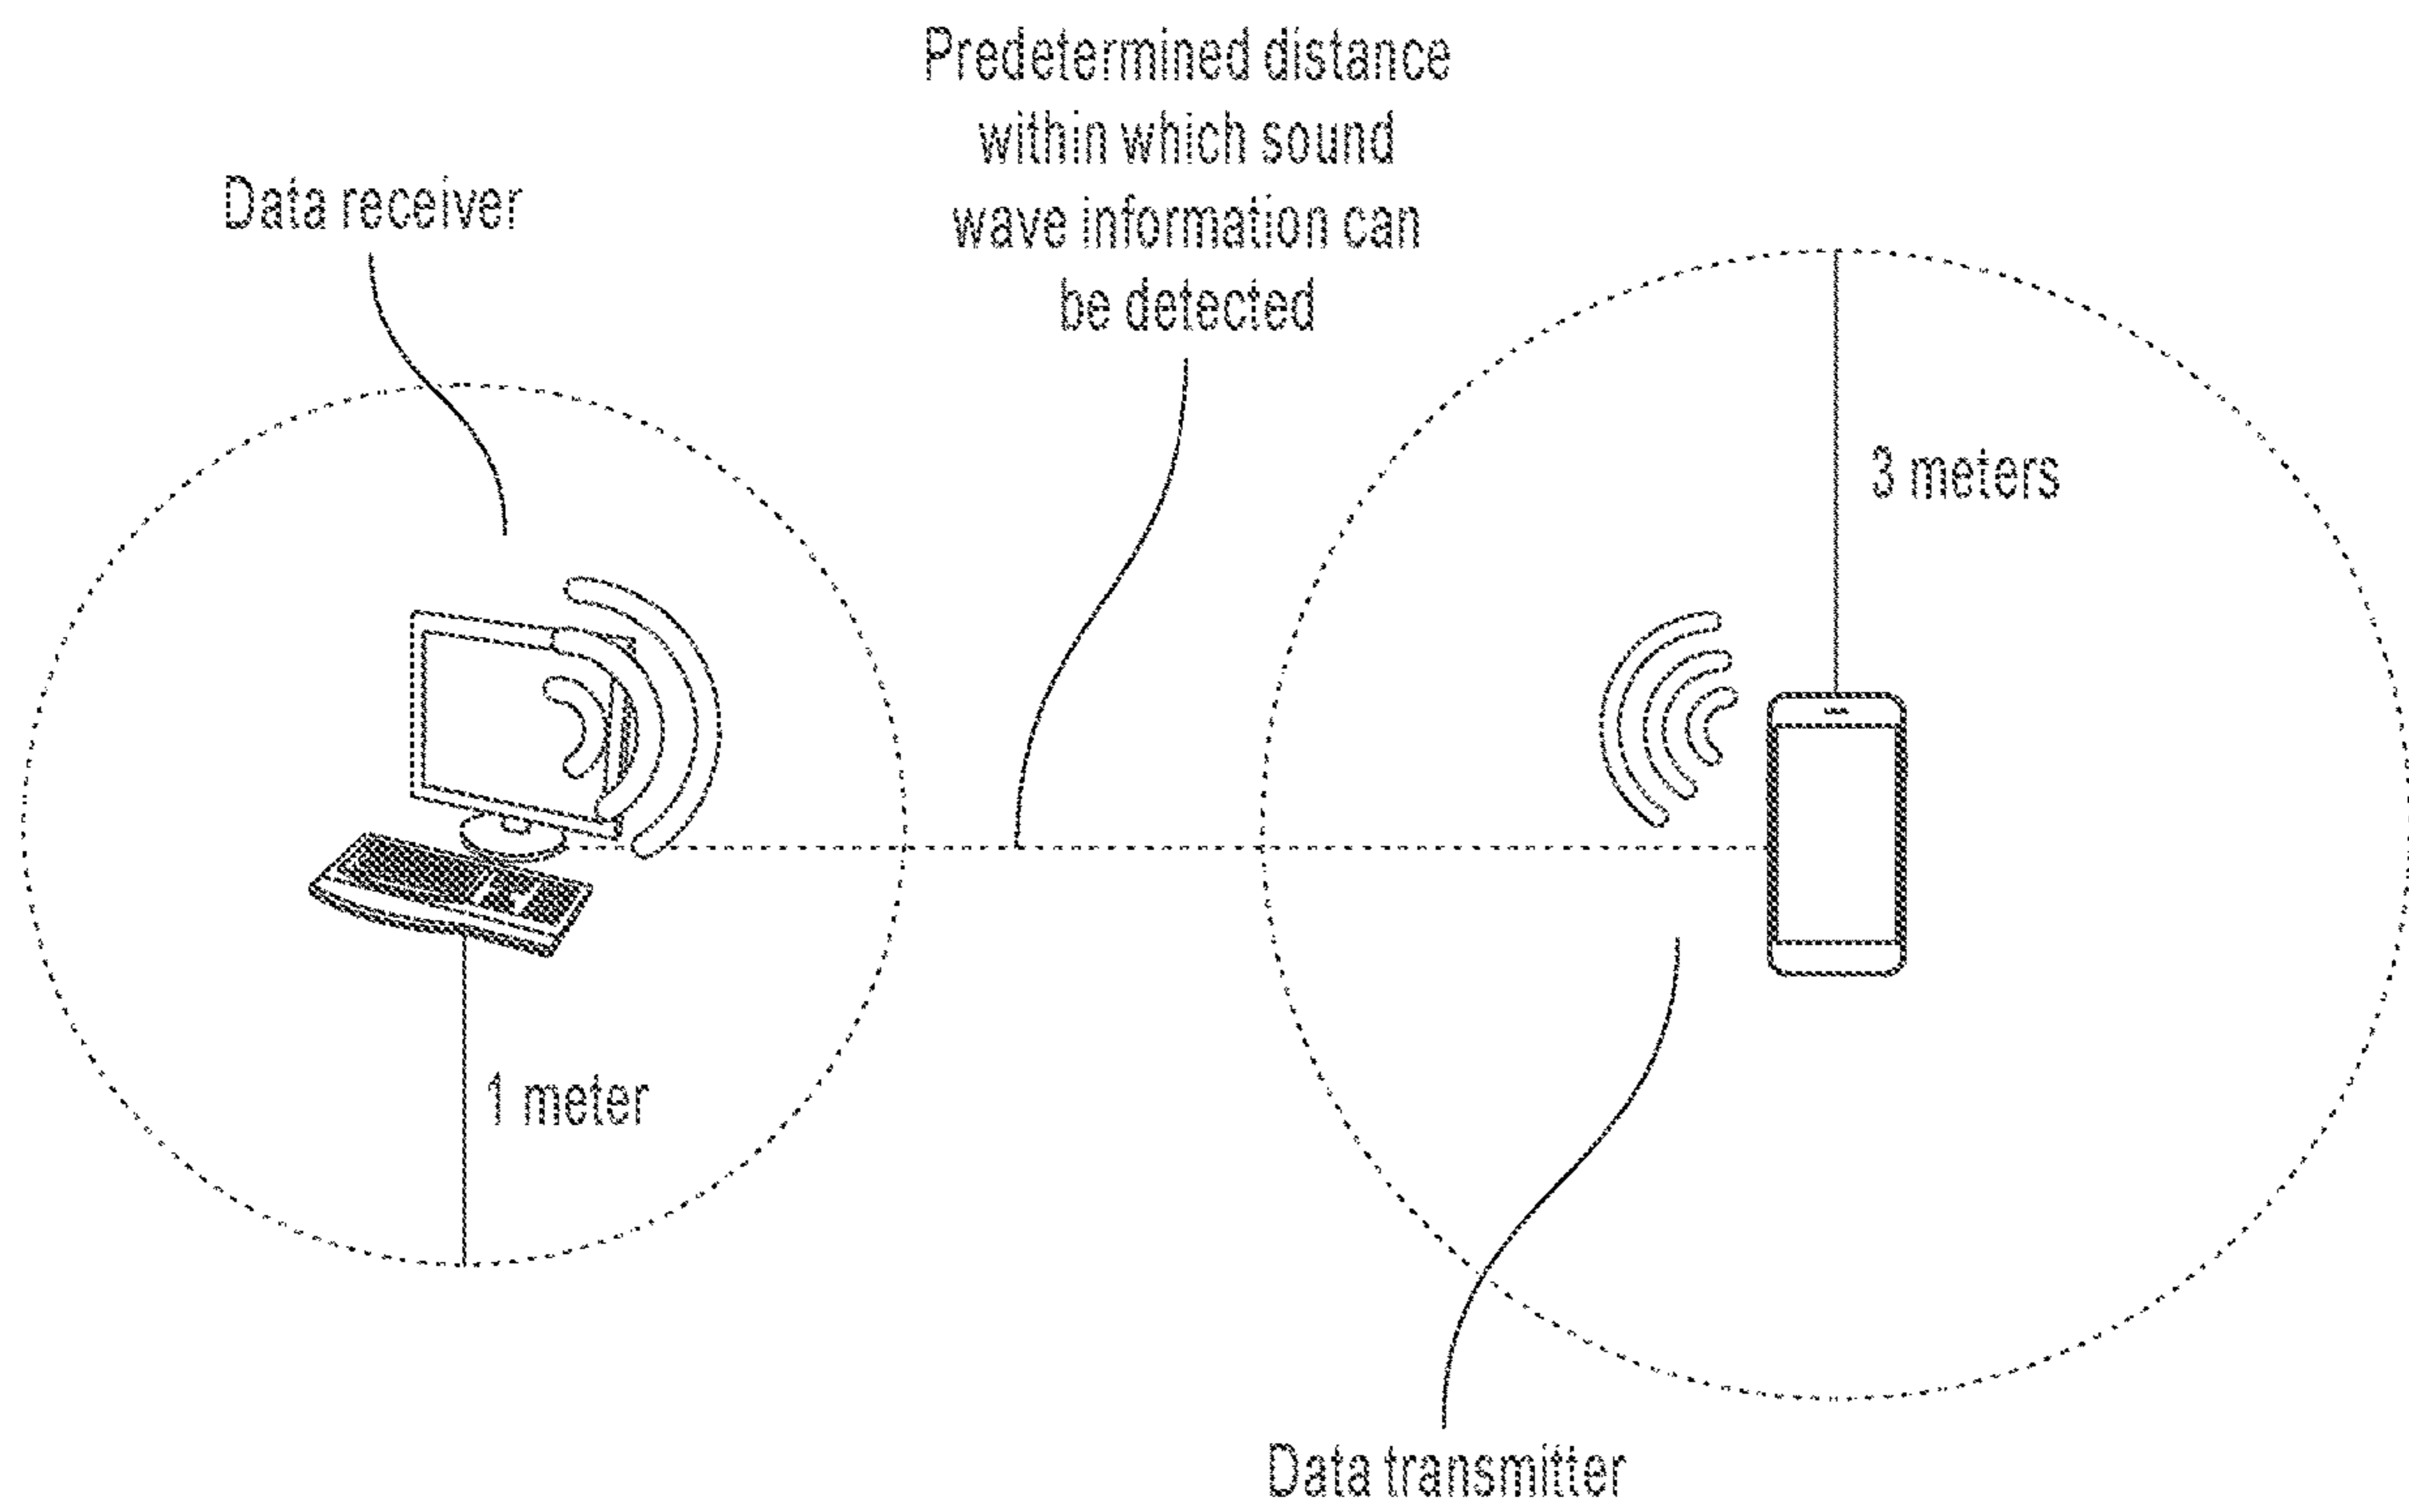 Predetermined distance
within which sound
wave information can
be detected
Data receiver
3 meters
1 meter
Data transmitter